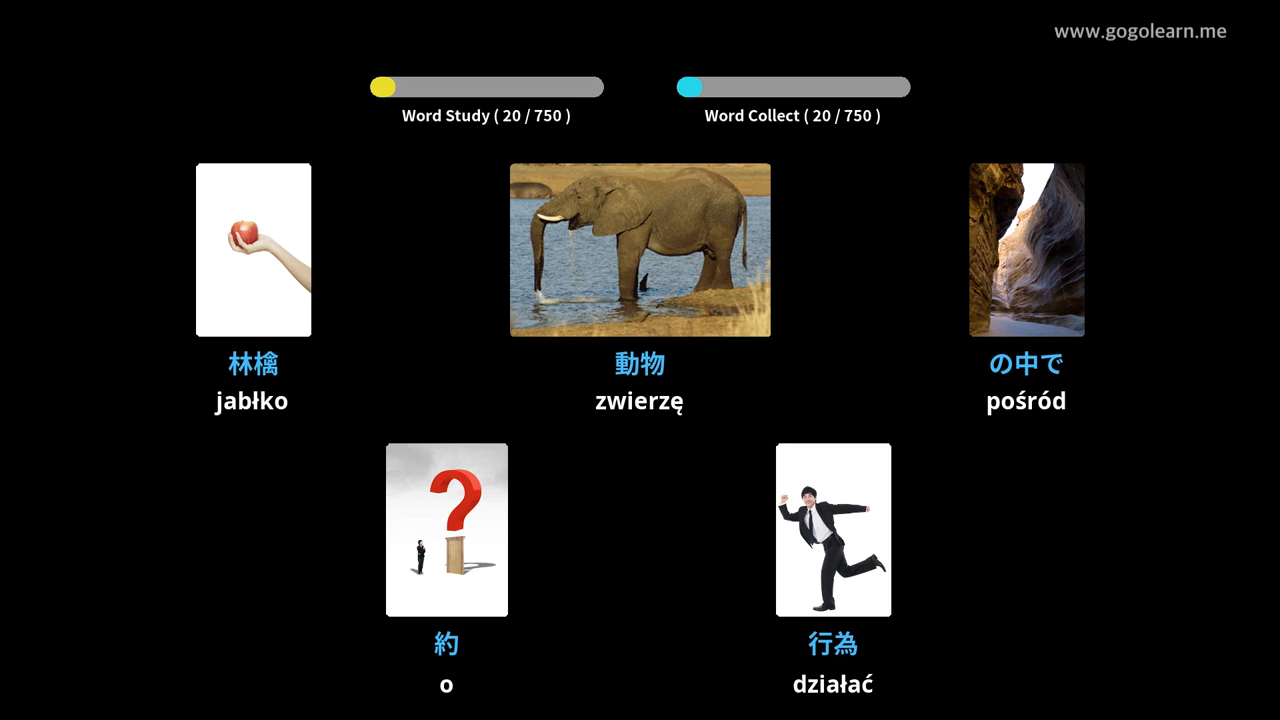 www.gogolearn.me
Word Study ( 20 / 750 )
Word Collect ( 20 / 750 )
林檎
jabłko
動物
zwierzę
の中で
pośród
約
o
行為
działać